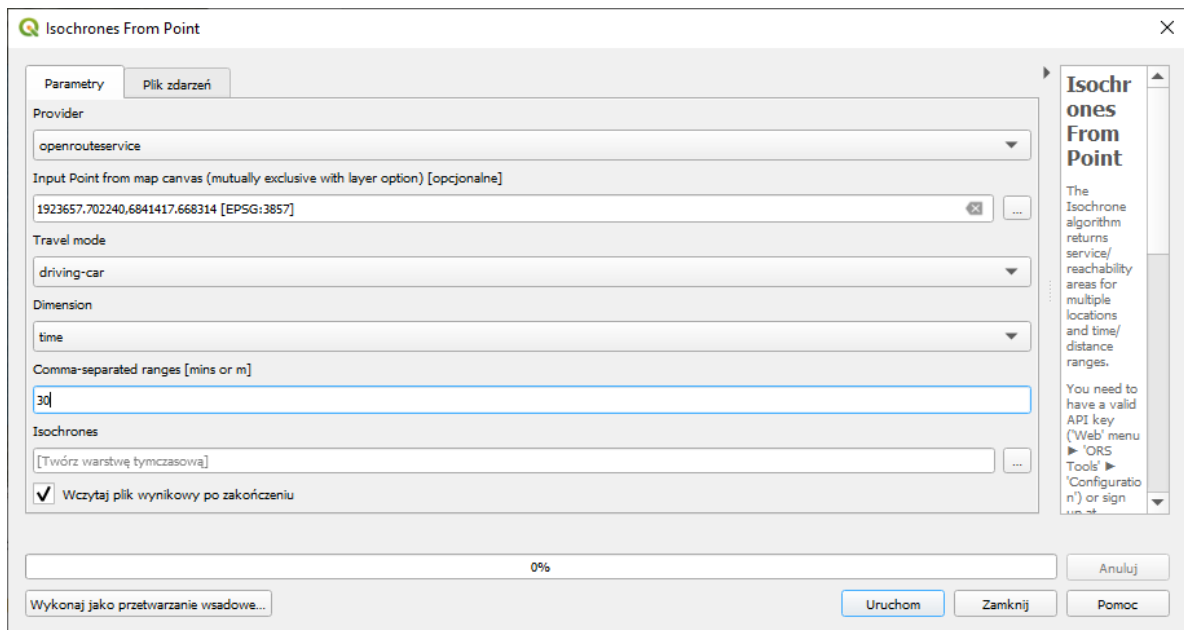 Isochrones From Point
Parametry
Plik zdarzeń
Provider
openrouteservice
Input Point from map canvas (mutually exclusive with layer option) [opcjonalne]
1923657.702240,6841417.668314 [EPSG:3857]
...
Travel mode
driving-car
Dimension
time
Comma-separated ranges [mins or m]
30
Isochrones
[Twórz warstwę tymczasową]
...
Wczytaj plik wynikowy po zakończeniu
Isochr
ones
From
Point
The
Isochrone
algorithm
returns
service/
reachability
areas for
multiple
locations
and time/
distance
ranges.
You need to
have a valid
API key
('Web' menu
► 'ORS
Tools' ►
'Configuratio
n') or sign
up at
0%
Anuluj
Wykonaj jako przetwarzanie wsadowe...
Uruchom
Zamknij
Pomoc